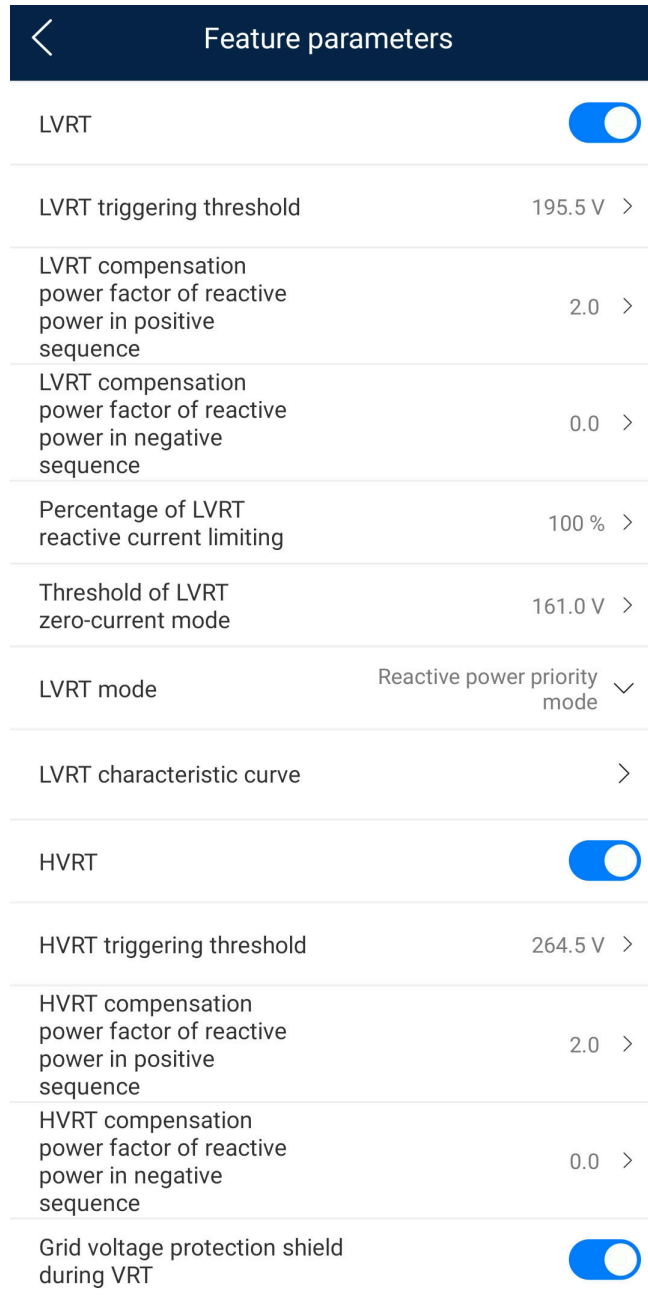 Feature parameters
LVRT
LVRT triggering threshold 195.5 V
LVRT compensation
power factor of reactive
power in positive
sequence
2.0
LVRT compensation
power factor of reactive
power in negative
sequence
0.0
Percentage of LVRT
reactive current limiting
100 %
Threshold of LVRT
zero-current mode
161.0 V
LVRT mode
Reactive power priority
mode
LVRT characteristic curve
HVRT
HVRT triggering threshold 264.5 V
HVRT compensation
power factor of reactive
power in positive
sequence
2.0
HVRT compensation
power factor of reactive
power in negative
sequence
0.0
Grid voltage protection shield
during VRT